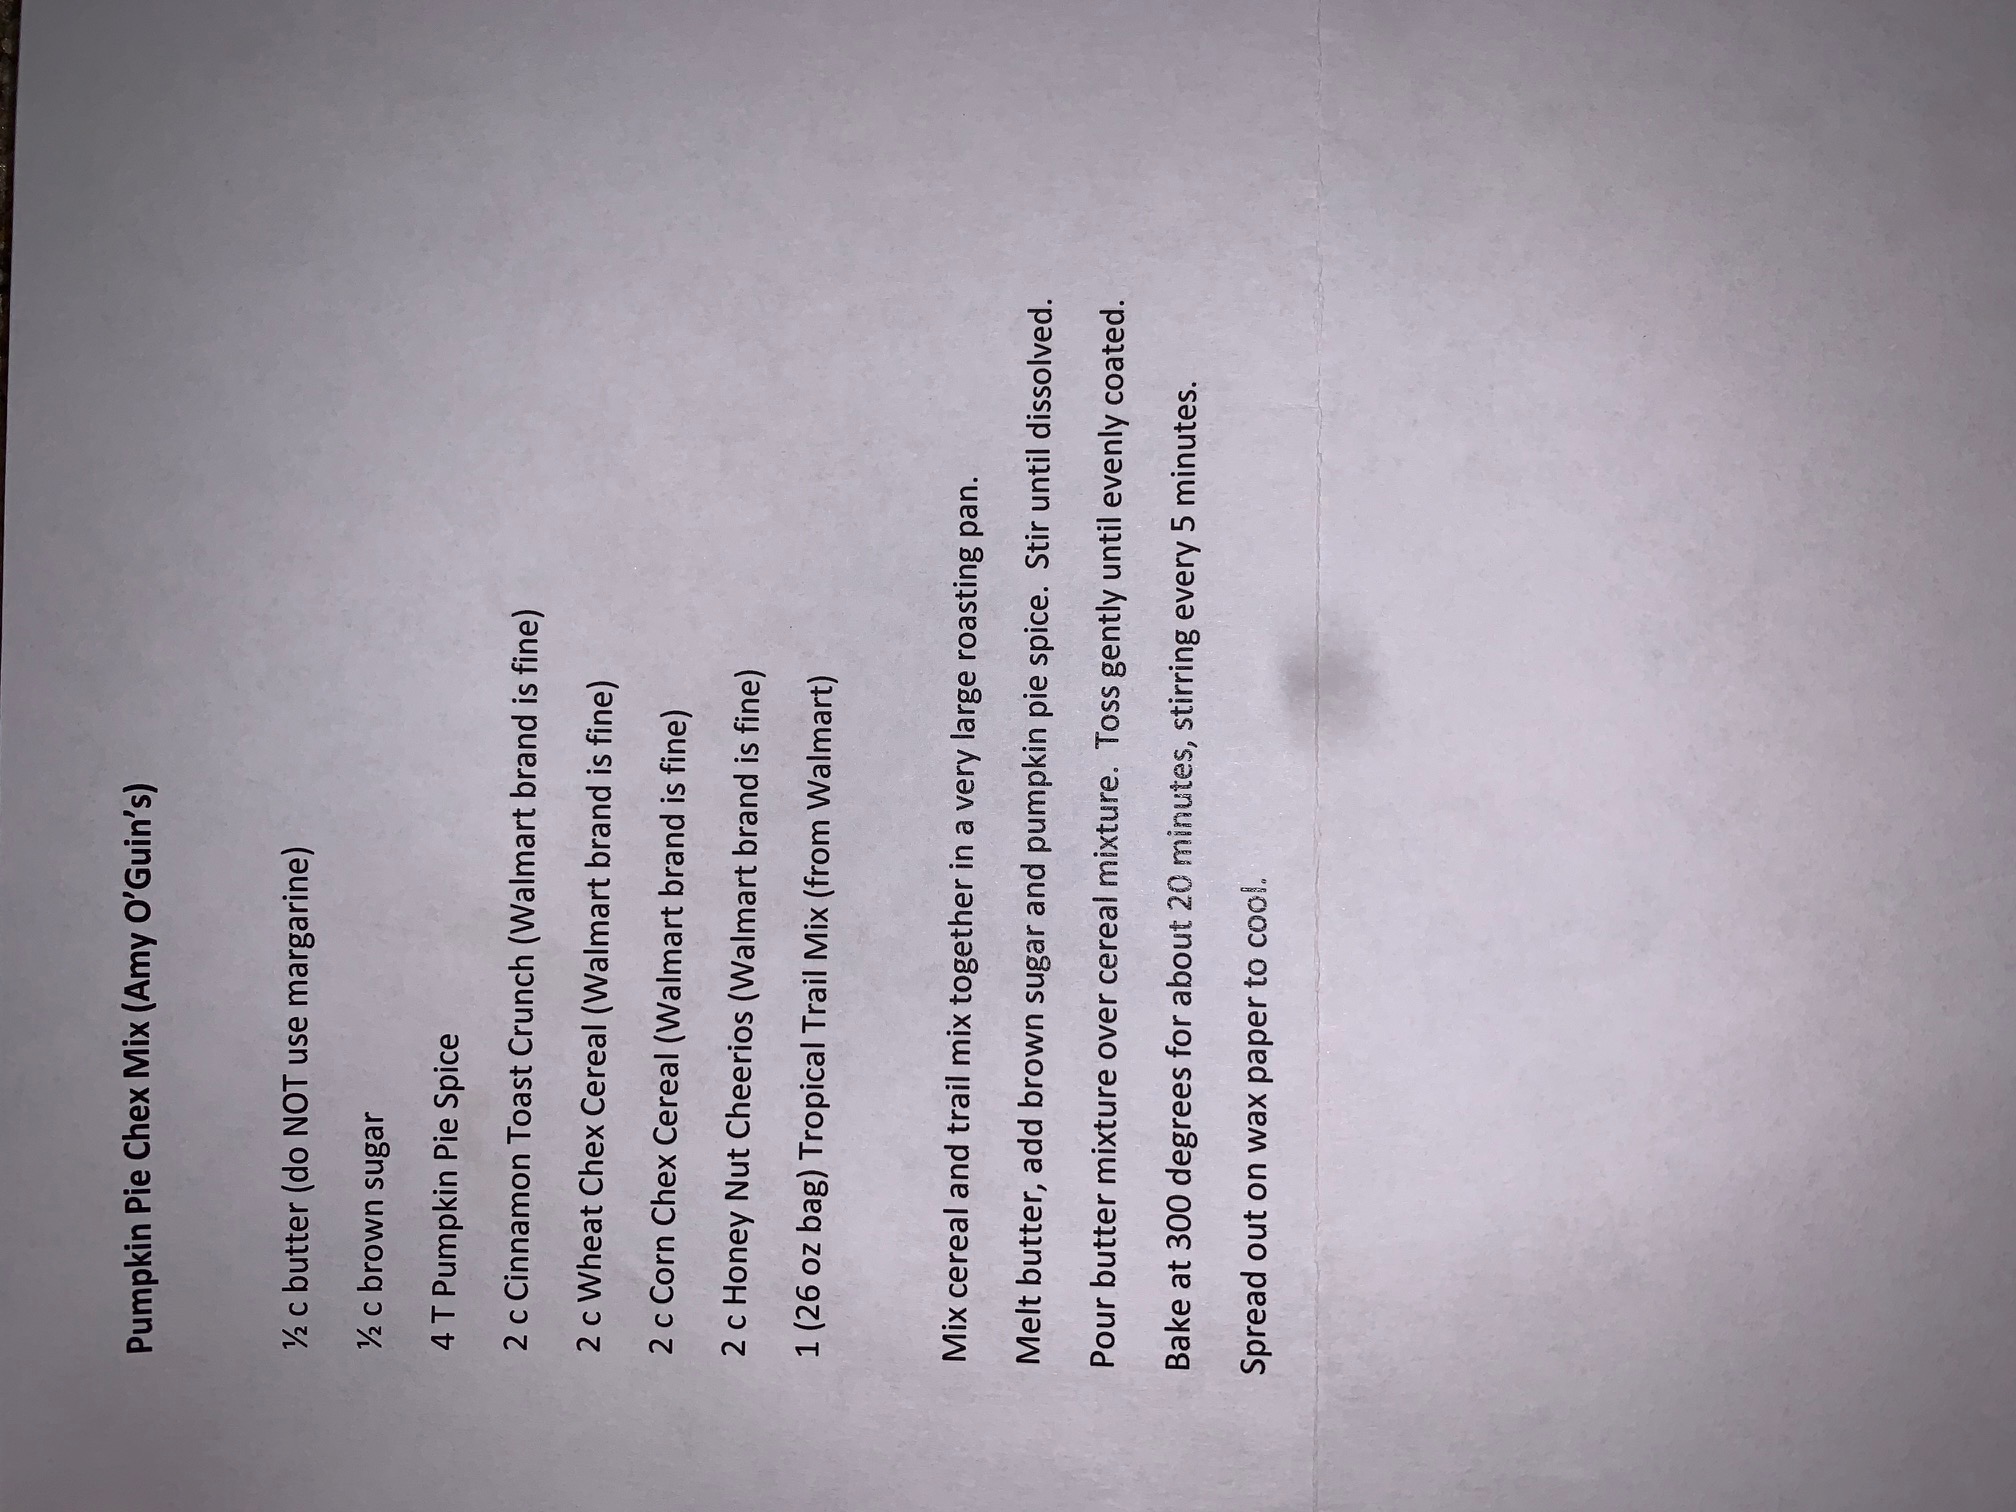 Pumpkin Pie Chex Mix (Amy O’Guin’s)
½ c butter (do NOT use margarine)
½ c brown sugar
4 T Pumpkin Pie Spice
2 c Cinnamon Toast Crunch (Walmart brand is fine)
2 c Wheat Chex Cereal (Walmart brand is fine)
2 c Corn Chex Cereal (Walmart brand is fine)
2 c Honey Nut Cheerios (Walmart brand is fine)
1 (26 oz bag) Tropical Trail Mix (from Walmart)
Mix cereal and trail mix together in a very large roasting pan.
Melt butter, add brown sugar and pumpkin pie spice.  Stir until dissolved.
Pour butter mixture over cereal mixture.  Toss gently until evenly coated.
Bake at 300 degrees for about 20 minutes, stirring every 5 minutes.
Spread out on wax paper to cool.